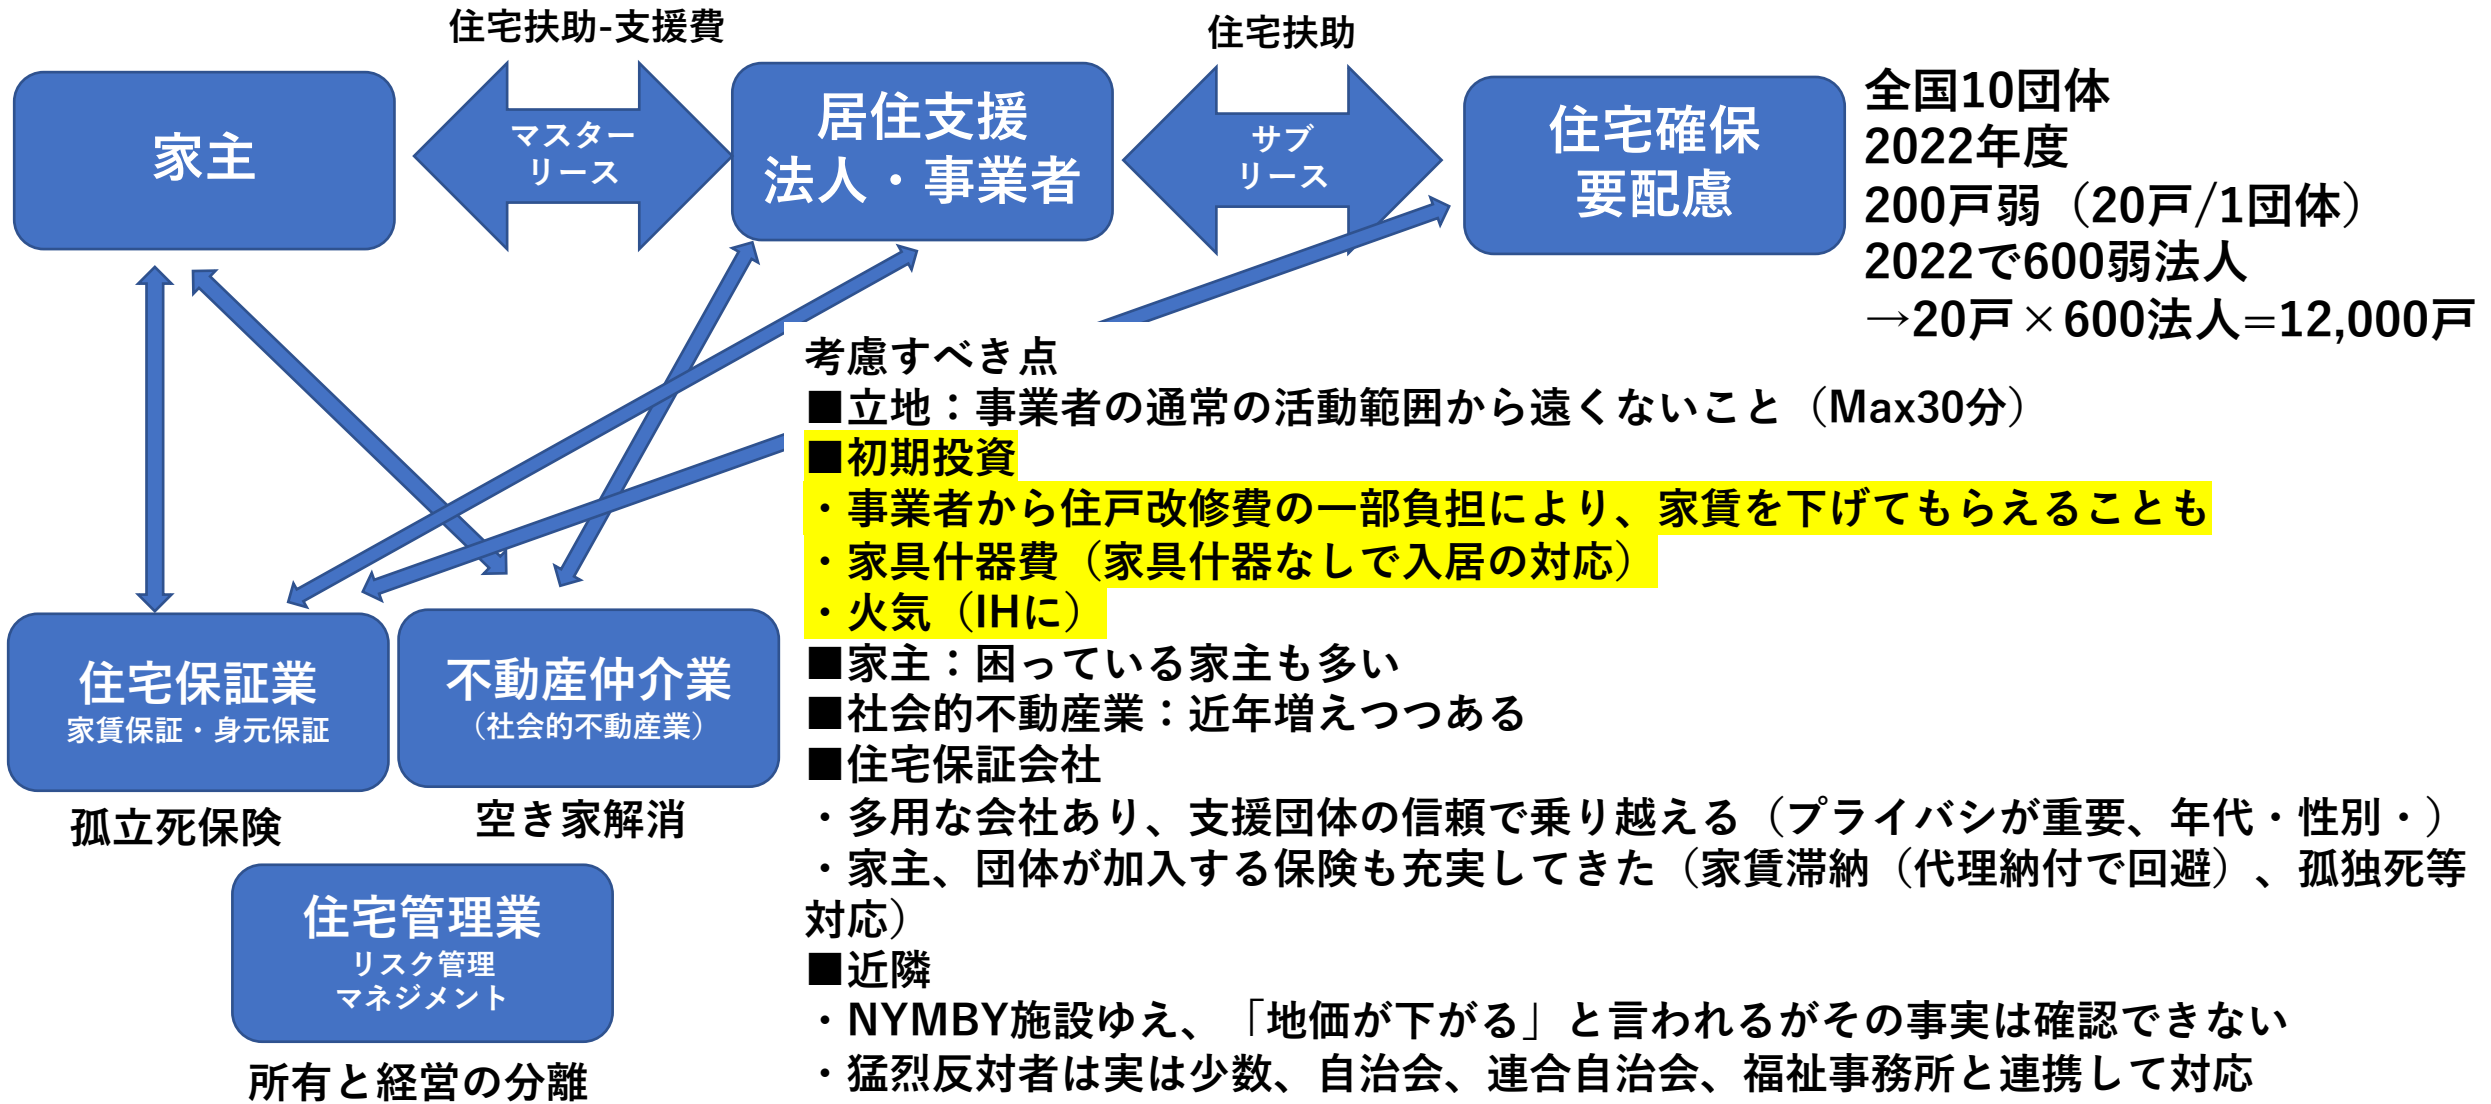 住宅扶助-支援費
住宅扶助
家主
マスター
リース
居住支援
法人・事業者
サブ
リース
住宅確保
要配慮
全国10団体
2022年度
200戸弱（20戸/1団体）
2022で600弱法人
→20戸×600法人=12,000戸
考慮すべき点
■立地：事業者の通常の活動範囲から遠くないこと（Max30分）
■初期投資
・事業者から住戸改修費の一部負担により、家賃を下げてもらえることも
・家具什器費（家具什器なしで入居の対応）
・火気（IHに）
■家主：困っている家主も多い
■社会的不動産業：近年増えつつある
■住宅保証会社
・多用な会社あり、支援団体の信頼で乗り越える（プライバシが重要、年代・性別・）
・家主、団体が加入する保険も充実してきた（家賃滞納（代理納付で回避）、孤独死等
対応）
■近隣
・NYMBY施設ゆえ、「地価が下がる」と言われるがその事実は確認できない
・猛烈反対者は実は少数、自治会、連合自治会、福祉事務所と連携して対応
住宅保証業
家賃保証・身元保証
孤立死保険
不動産仲介業
（社会的不動産業）
空き家解消
住宅管理業
リスク管理
マネジメント
所有と経営の分離